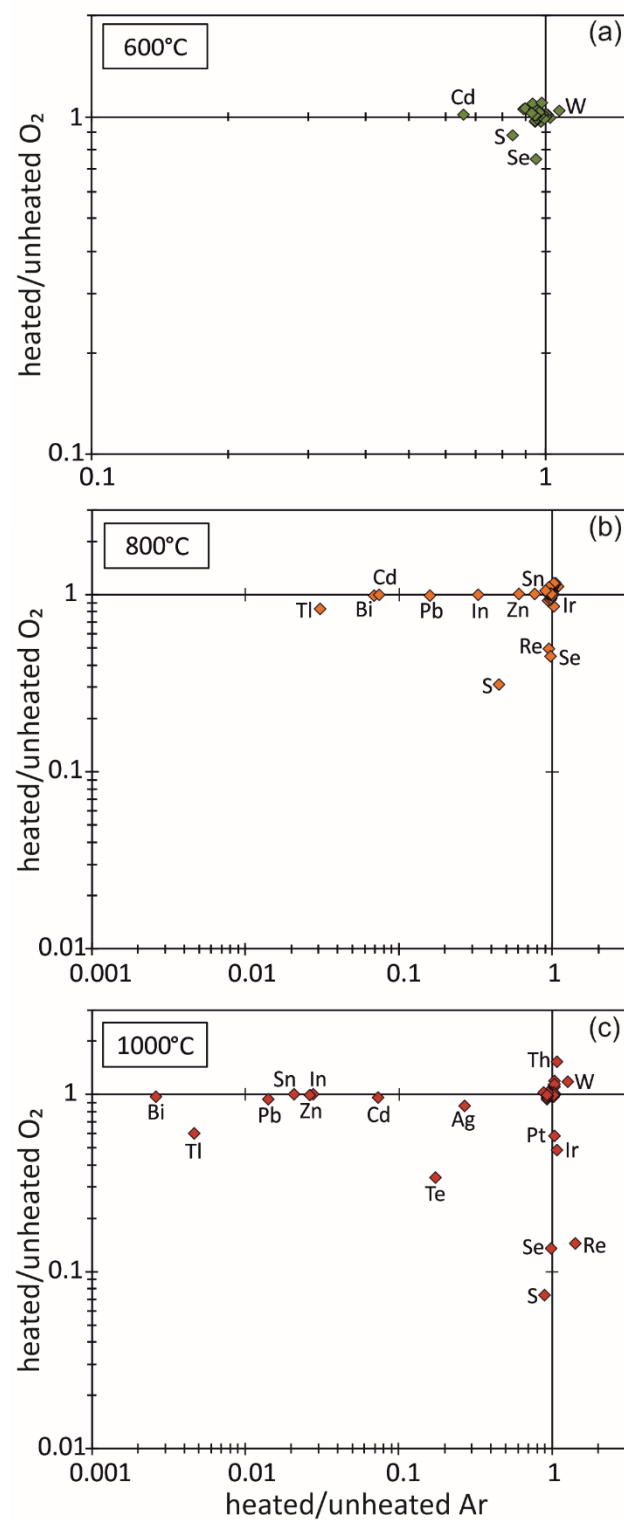 600°C
(a)
Cd
W
S
Se
1
0.1
0.1
1
heated/unheated O₂
800°C
(b)
Cd
Sn
Tl
Bi
Pb
In
Zn
Ir
Re
Se
S
1
0.1
0.01
0.001
0.01
0.1
1
heated/unheated O₂
1000°C
(c)
Th
Sn
In
W
Bi
Pb
Zn
Cd
Ag
Tl
Pt
Ir
Te
Se
Re
S
1
0.1
0.01
0.001
0.01
0.1
1
heated/unheated O₂
heated/unheated Ar